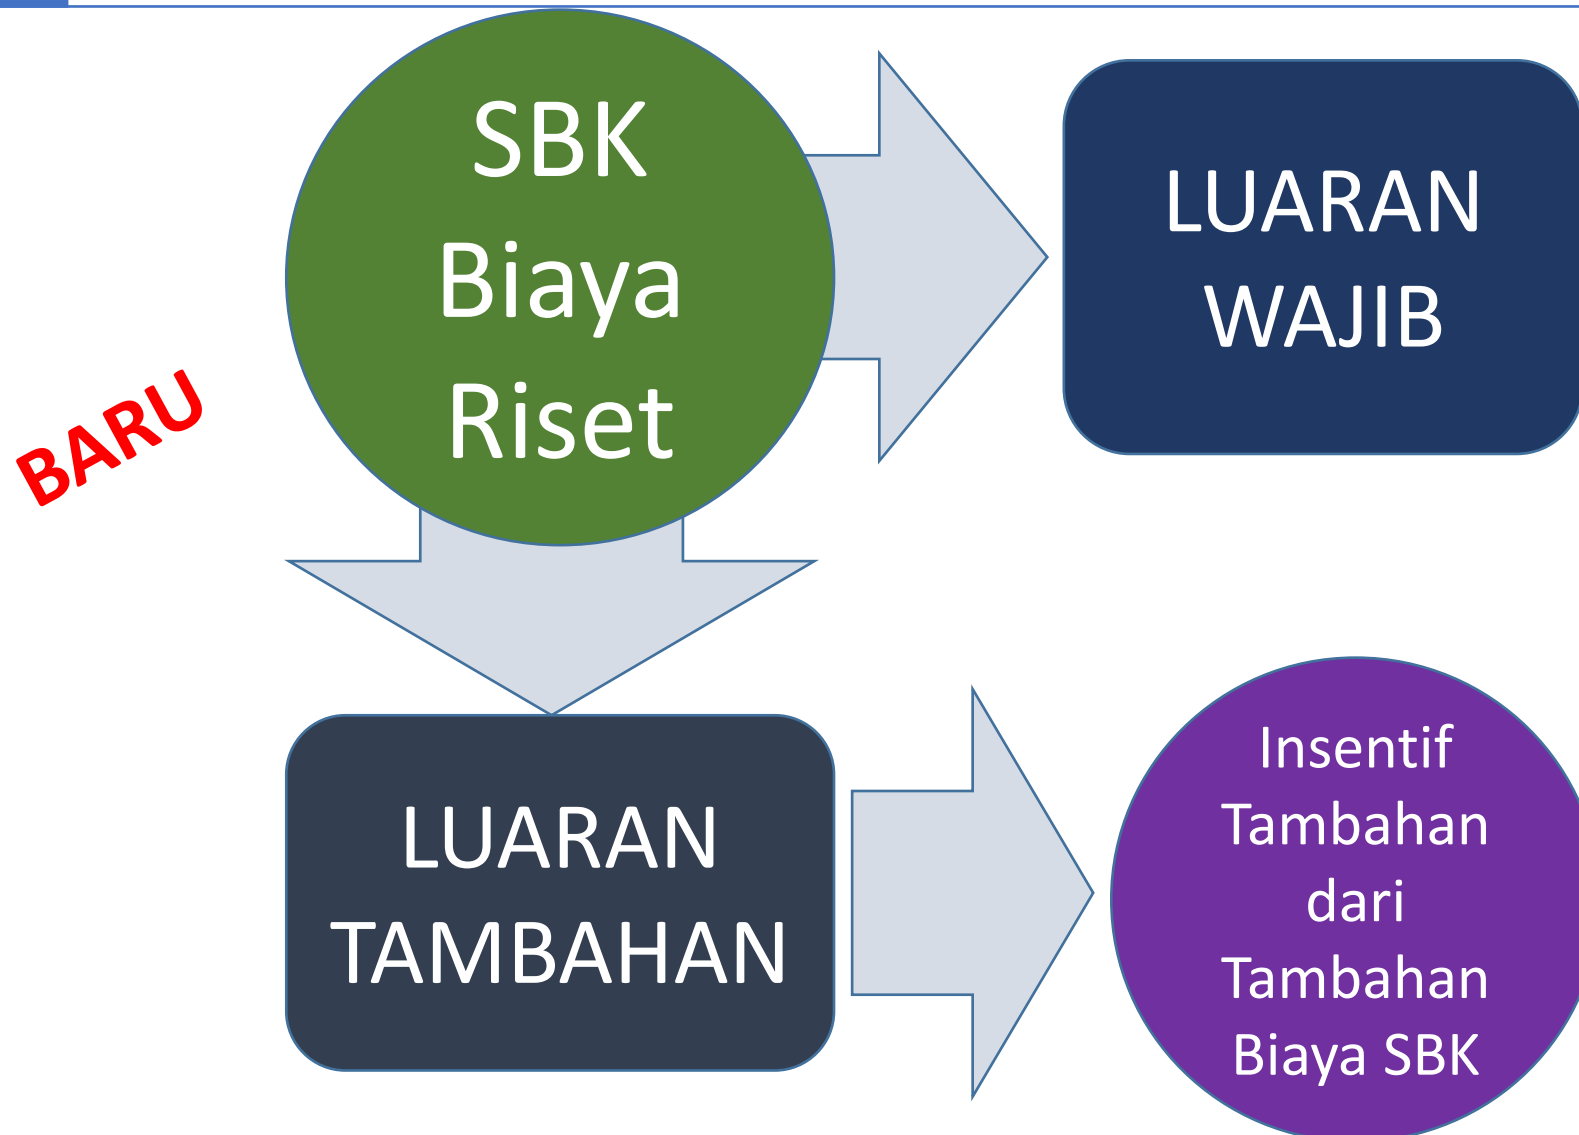 SBK
Biaya
Riset
LUARAN
WAJIB
BARU
LUARAN
TAMBAHAN
Insentif
Tambahan
dari
Tambahan
Biaya SBK